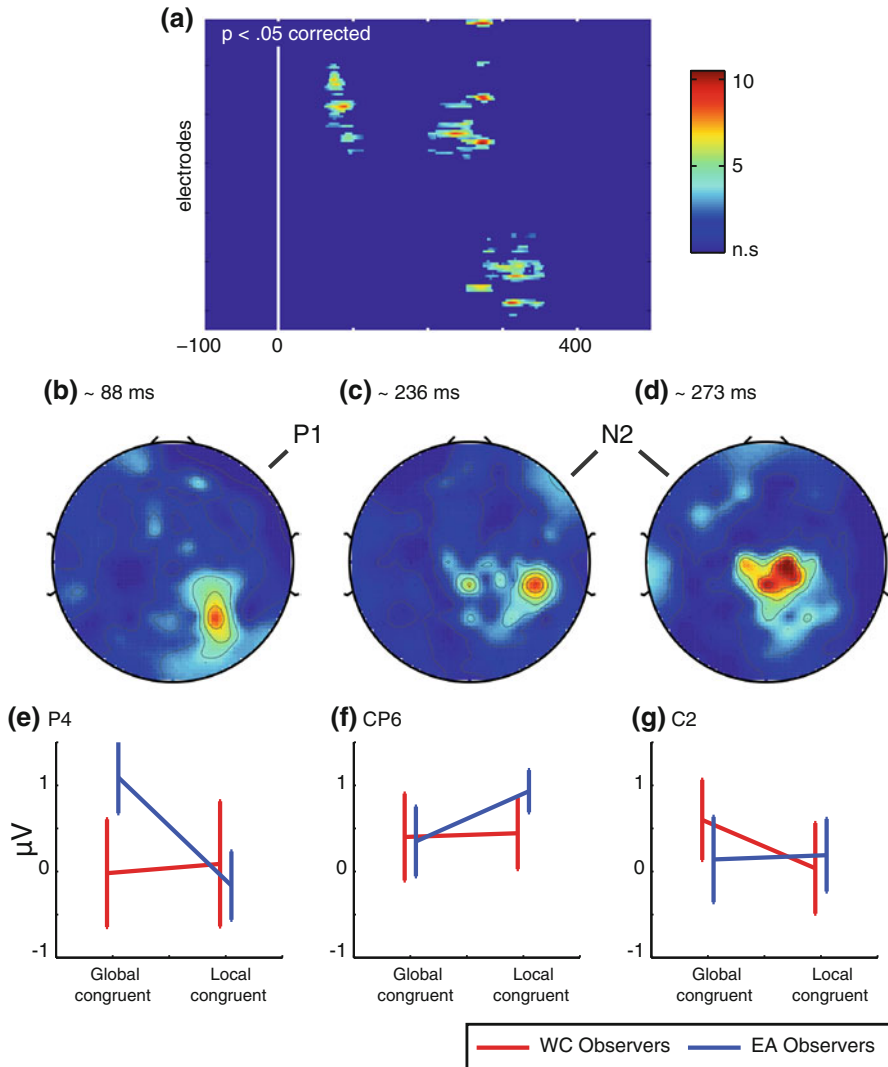 (a)
p < .05 corrected
electrodes
−100 0 400
10
5
n.s
(b) ~ 88 ms
(c) ~ 236 ms
(d) ~ 273 ms
P1
N2
(e) P4
(f) CP6
(g) C2
μV
1
0
-1
Global congruent
Local congruent
1
0
-1
Global congruent
Local congruent
1
0
-1
Global congruent
Local congruent
WC Observers
EA Observers